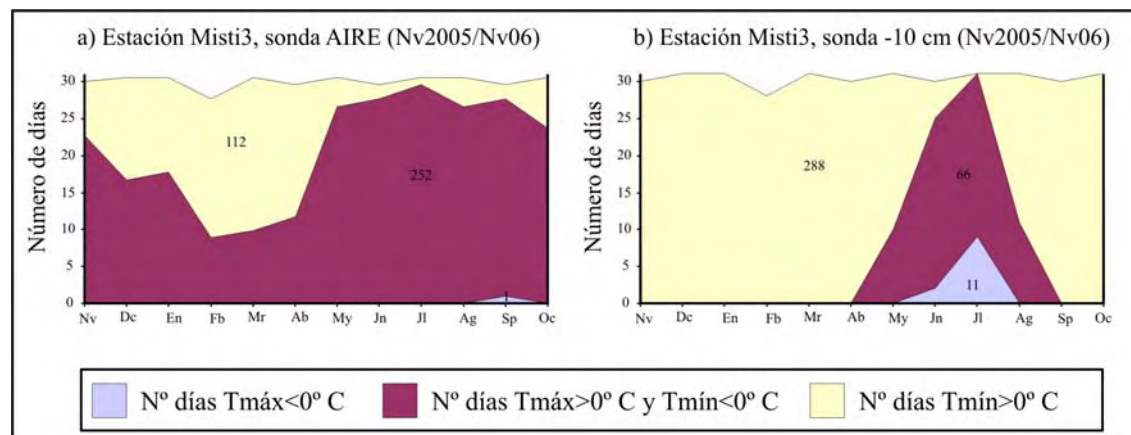 a) Estación Misti3, sonda AIRE (Nv2005/Nv06)
Número de días
30
25
20
15
10
5
0
112
252
1
Nv Dc En Fb Mr Ab My Jn Jl Ag Sp Oc
b) Estación Misti3, sonda -10 cm (Nv2005/Nv06)
Número de días
30
25
20
15
10
5
0
288
66
11
Nv Dc En Fb Mr Ab My Jn Jl Ag Sp Oc
Nº días Tmáx<0º C Nº días Tmáx>0º C y Tmín<0º C Nº días Tmín>0º C